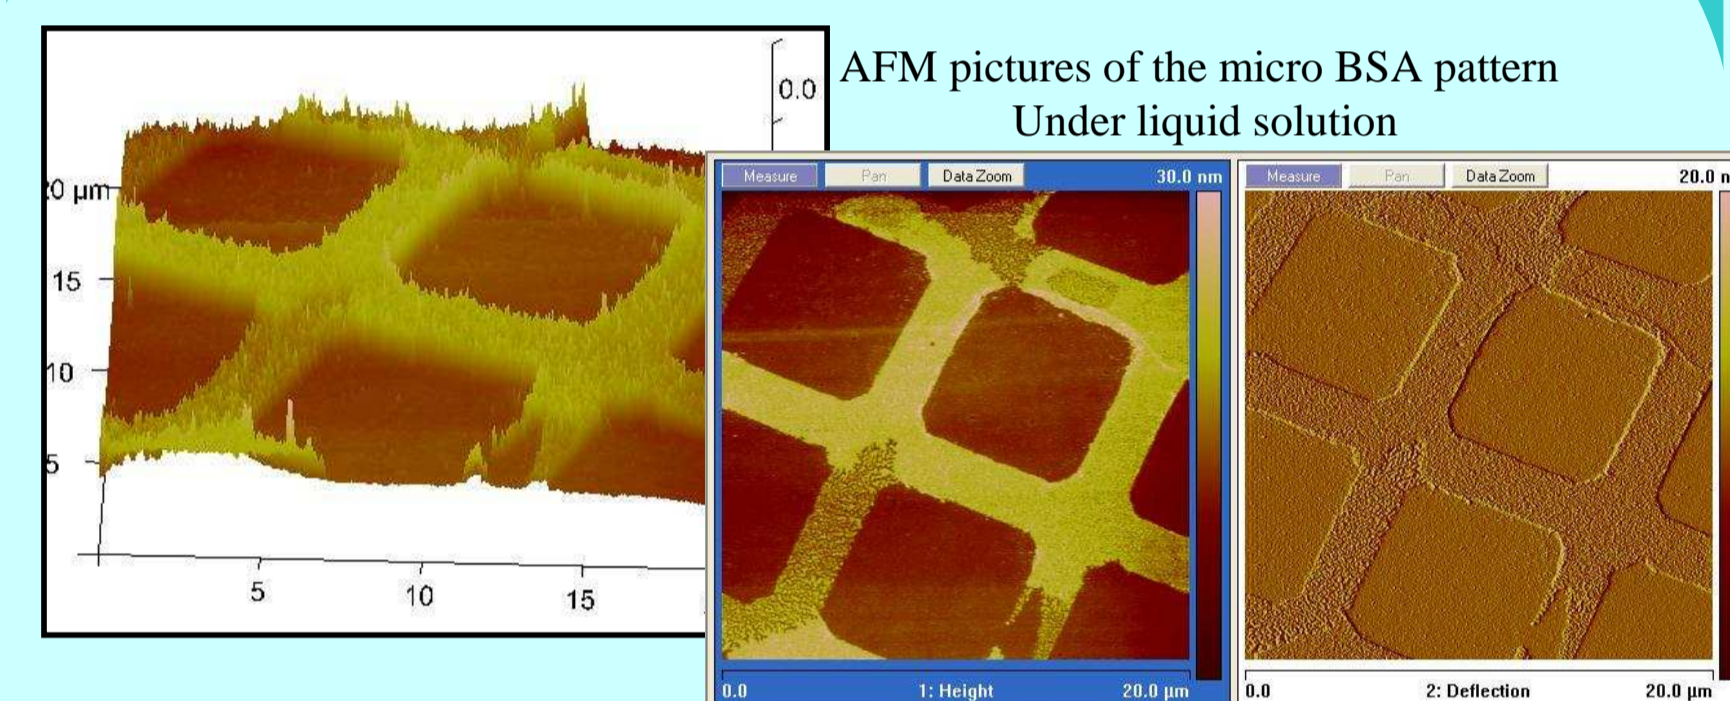 AFM pictures of the micro BSA pattern
Under liquid solution
0.0
µm
15
10
5
5
10
15
Measure Pan Data Zoom 30.0 nm
0.0 1: Height 20.0 µm
Measure Pan Data Zoom 20.0
0.0 2: Deflection 20.0 µm